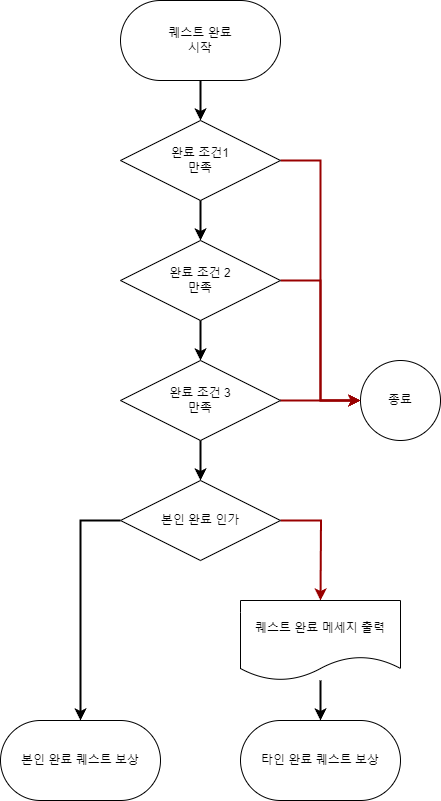 퀘스트 완료
시작
완료 조건1
만족
완료 조건 2
만족
완료 조건 3
만족
종료
본인 완료 인가
퀘스트 완료 메세지 출력
본인 완료 퀘스트 보상
타인 완료 퀘스트 보상